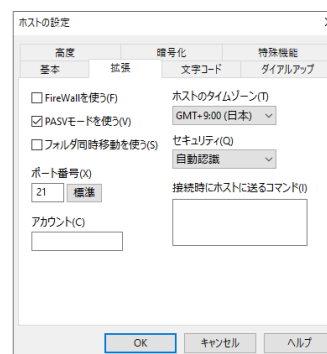 ホストの設定
高度 暗号化 特殊機能
基本 拡張 文字コード ダイアルアップ
FireWallを使う(F)
PASVモードを使う(V)
フォルダ同時移動を使う(S)
ポート番号(X)
21 標準
アカウント(C)
ホストのタイムゾーン(T)
GMT+9:00 (日本)
セキュリティ(Q)
自動認識
接続時にホストに送るコマンド(I)
OK キャンセル ヘルプ